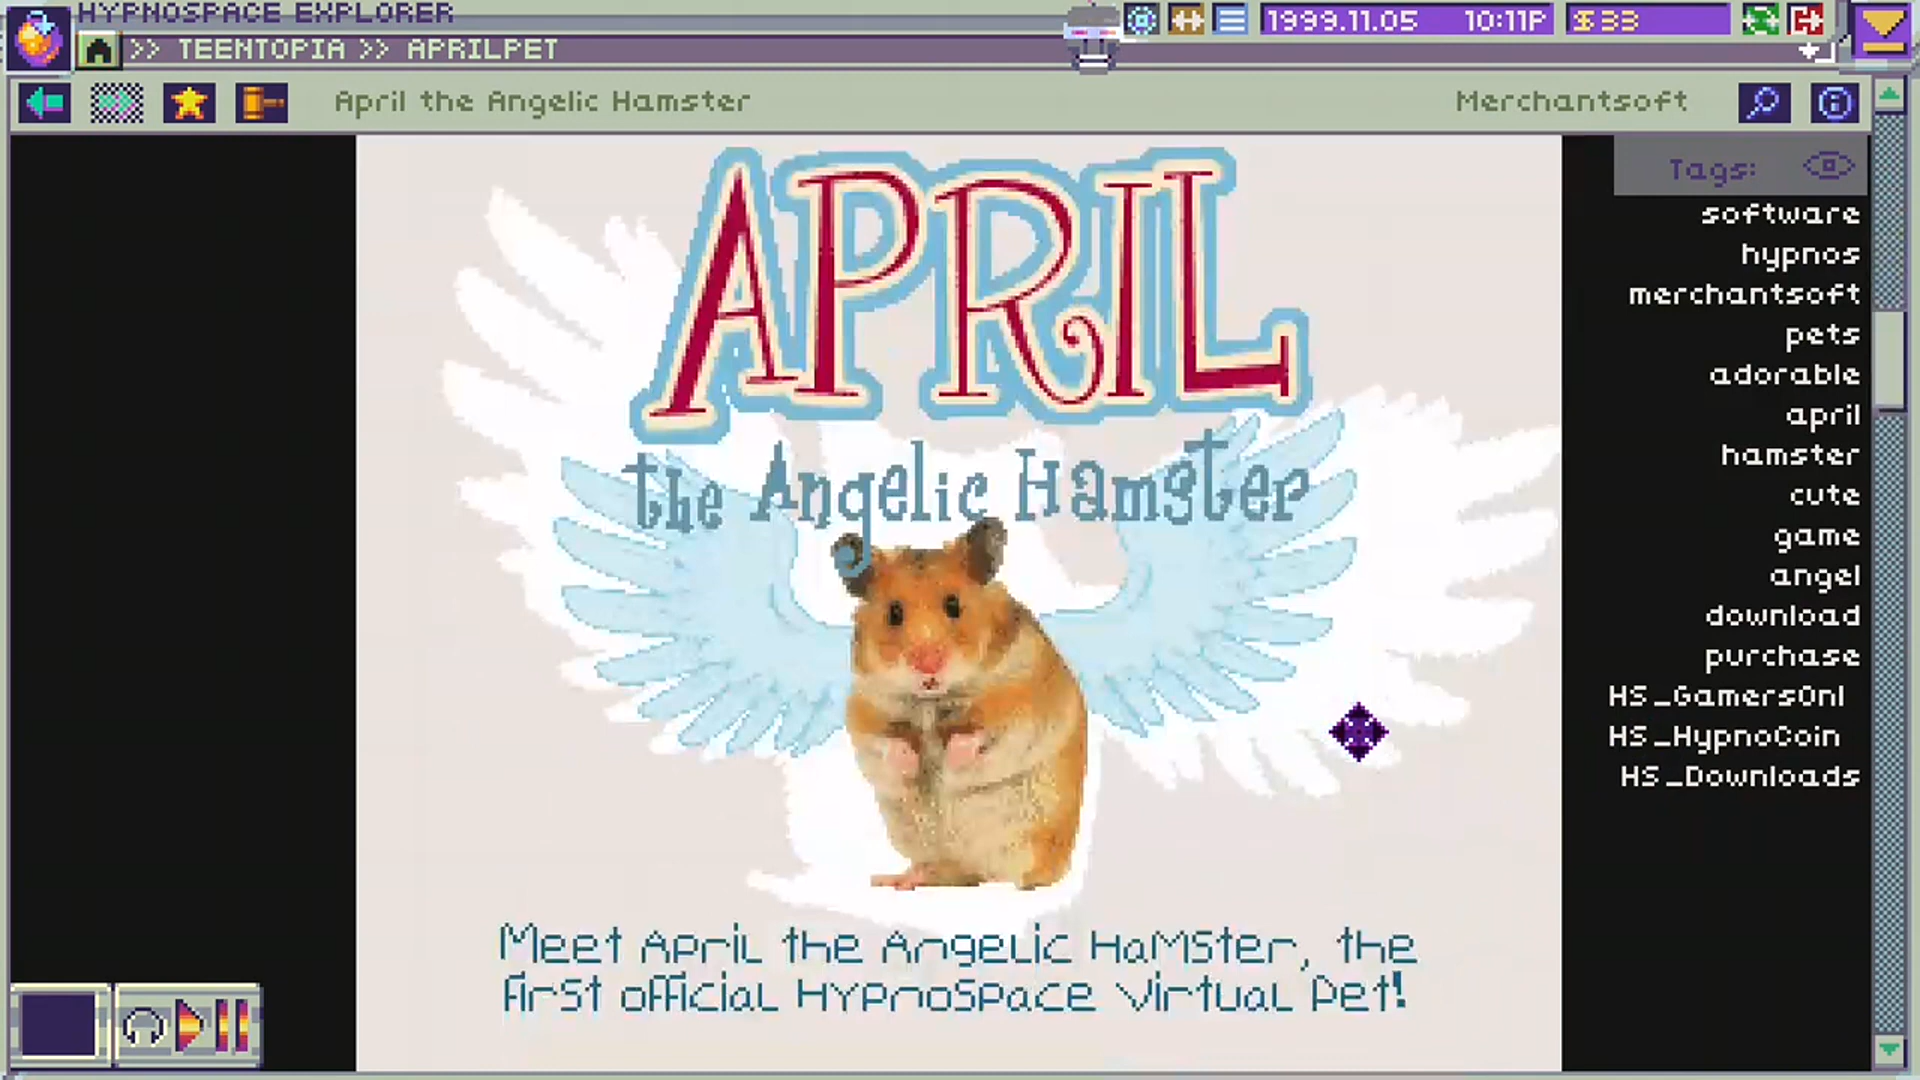 HYPNOSPACE EXPLORER
1999.11.05 10:11P $33
>> TEENTOPIA >> APRILPET
April the Angelic Hamster
Merchantsoft
APRIL
the Angelic Hamster
Meet April the Angelic Hamster, the
first official Hypnospace Virtual Pet!
Tags:
software
hypnos
merchantsoft
pets
adorable
april
hamster
cute
game
angel
download
purchase
HS_GamersOnl
HS_HypnoCoin
HS_Downloads